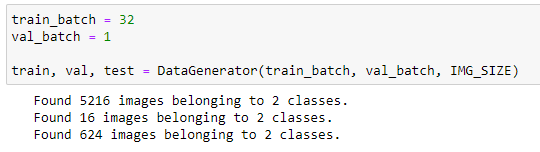 train_batch = 32
val_batch = 1
train, val, test = DataGenerator(train_batch, val_batch, IMG_SIZE)
Found 5216 images belonging to 2 classes.
Found 16 images belonging to 2 classes.
Found 624 images belonging to 2 classes.